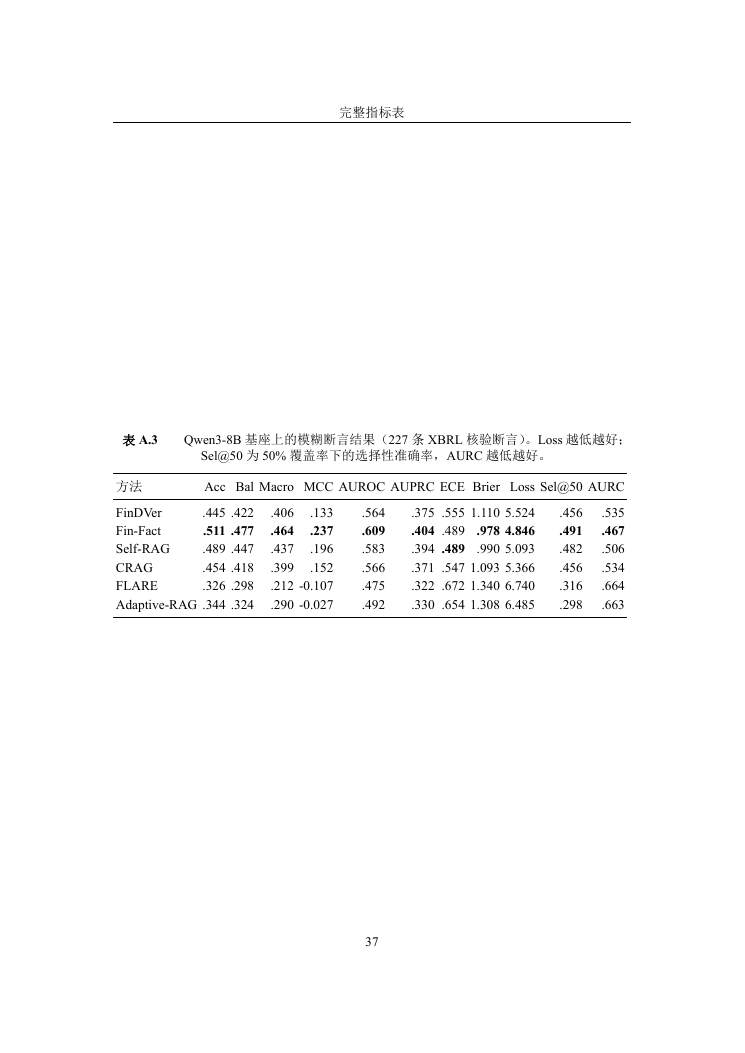 完整指标表
表 A.3 Qwen3-8B 基座上的模糊断言结果（227 条 XBRL 核验断言）。Loss 越低越好；
Sel@50 为 50% 覆盖率下的选择性准确率，AURC 越低越好。
方法 Acc Bal Macro MCC AUROC AUPRC ECE Brier Loss Sel@50 AURC
FinDVer .445 .422 .406 .133 .564 .375 .555 1.110 5.524 .456 .535
Fin-Fact .511 .477 .464 .237 .609 .404 .489 .978 4.846 .491 .467
Self-RAG .489 .447 .437 .196 .583 .394 .489 .990 5.093 .482 .506
CRAG .454 .418 .399 .152 .566 .371 .547 1.093 5.366 .456 .534
FLARE .326 .298 .212 -0.107 .475 .322 .672 1.340 6.740 .316 .664
Adaptive-RAG .344 .324 .290 -0.027 .492 .330 .654 1.308 6.485 .298 .663
37